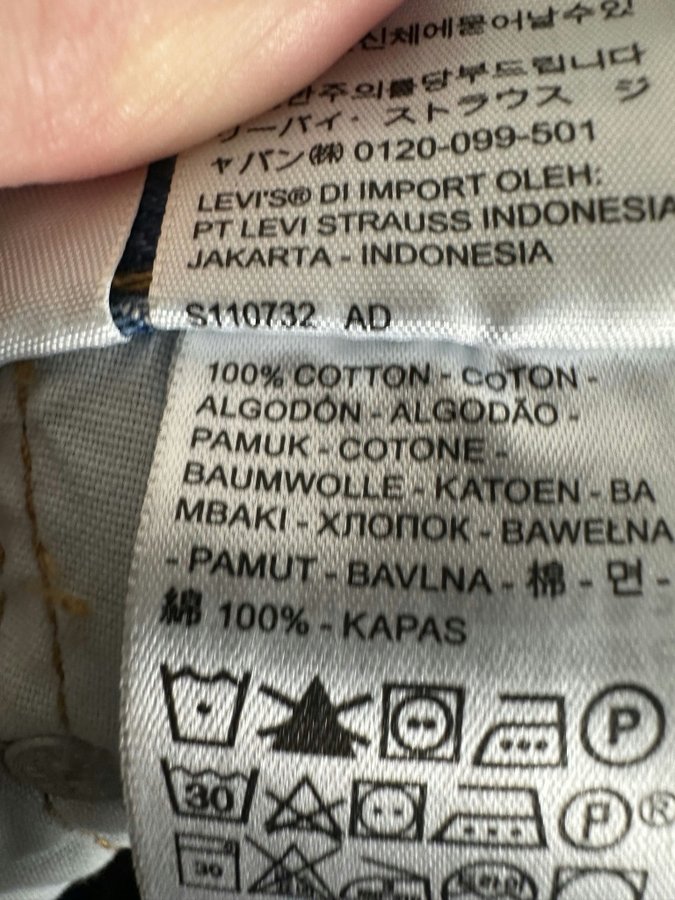 신체에묻어날수있
주의를당부드립니다
リーバイ・ストラウス ジ
ャパン㈱ 0120-099-501
LEVI'S® DI IMPORT OLEH:
PT LEVI STRAUSS INDONESIA
JAKARTA - INDONESIA
S110732 AD
100% COTTON - COTON -
ALGODÓN - ALGODÃO -
PAMUK - COTONE -
BAUMWOLLE - KATOEN - BA
MBAKI - ХЛОПОК - BAWEŁNA
- PAMUT - BAVLNA - 棉 - 면 -
綿 100% - KAPAS
P
30
P ®
30